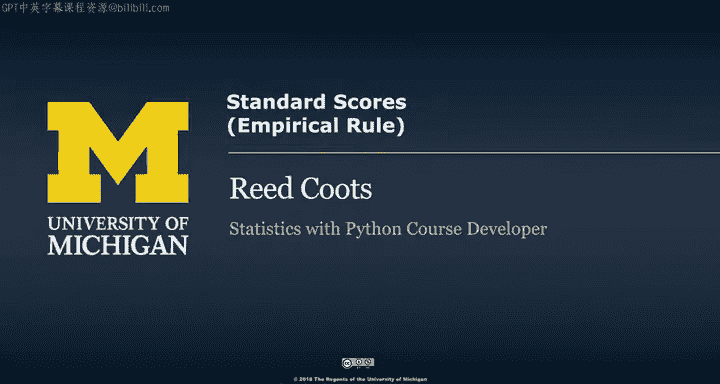 GPT中英字幕课程资源@bilibili.com
Standard Scores
(Empirical Rule)
Reed Coots
Statistics with Python Course Developer
M
UNIVERSITY OF
MICHIGAN
© 2018 The Regents of the University of Michigan